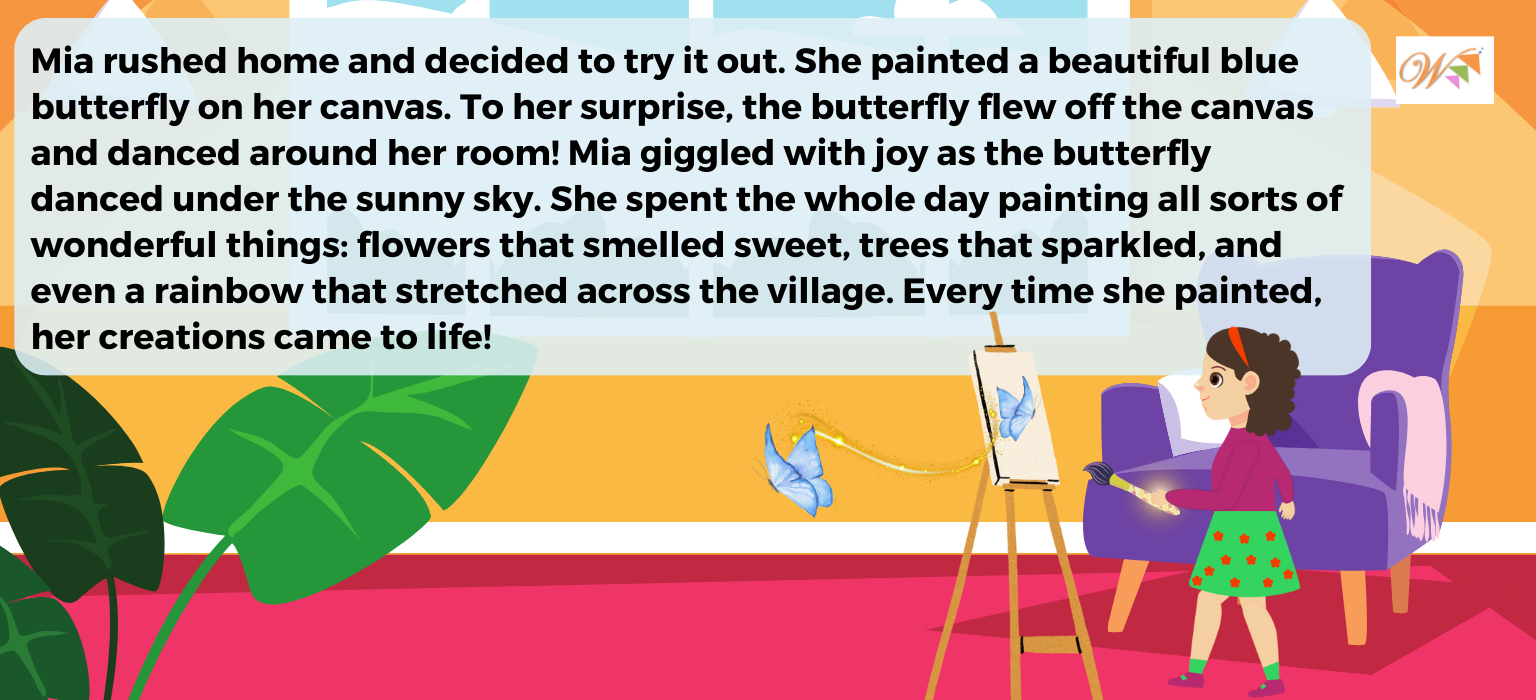 Mia rushed home and decided to try it out. She painted a beautiful blue
butterfly on her canvas. To her surprise, the butterfly flew off the canvas
and danced around her room! Mia giggled with joy as the butterfly
danced under the sunny sky. She spent the whole day painting all sorts of
wonderful things: flowers that smelled sweet, trees that sparkled, and
even a rainbow that stretched across the village. Every time she painted,
her creations came to life!
W